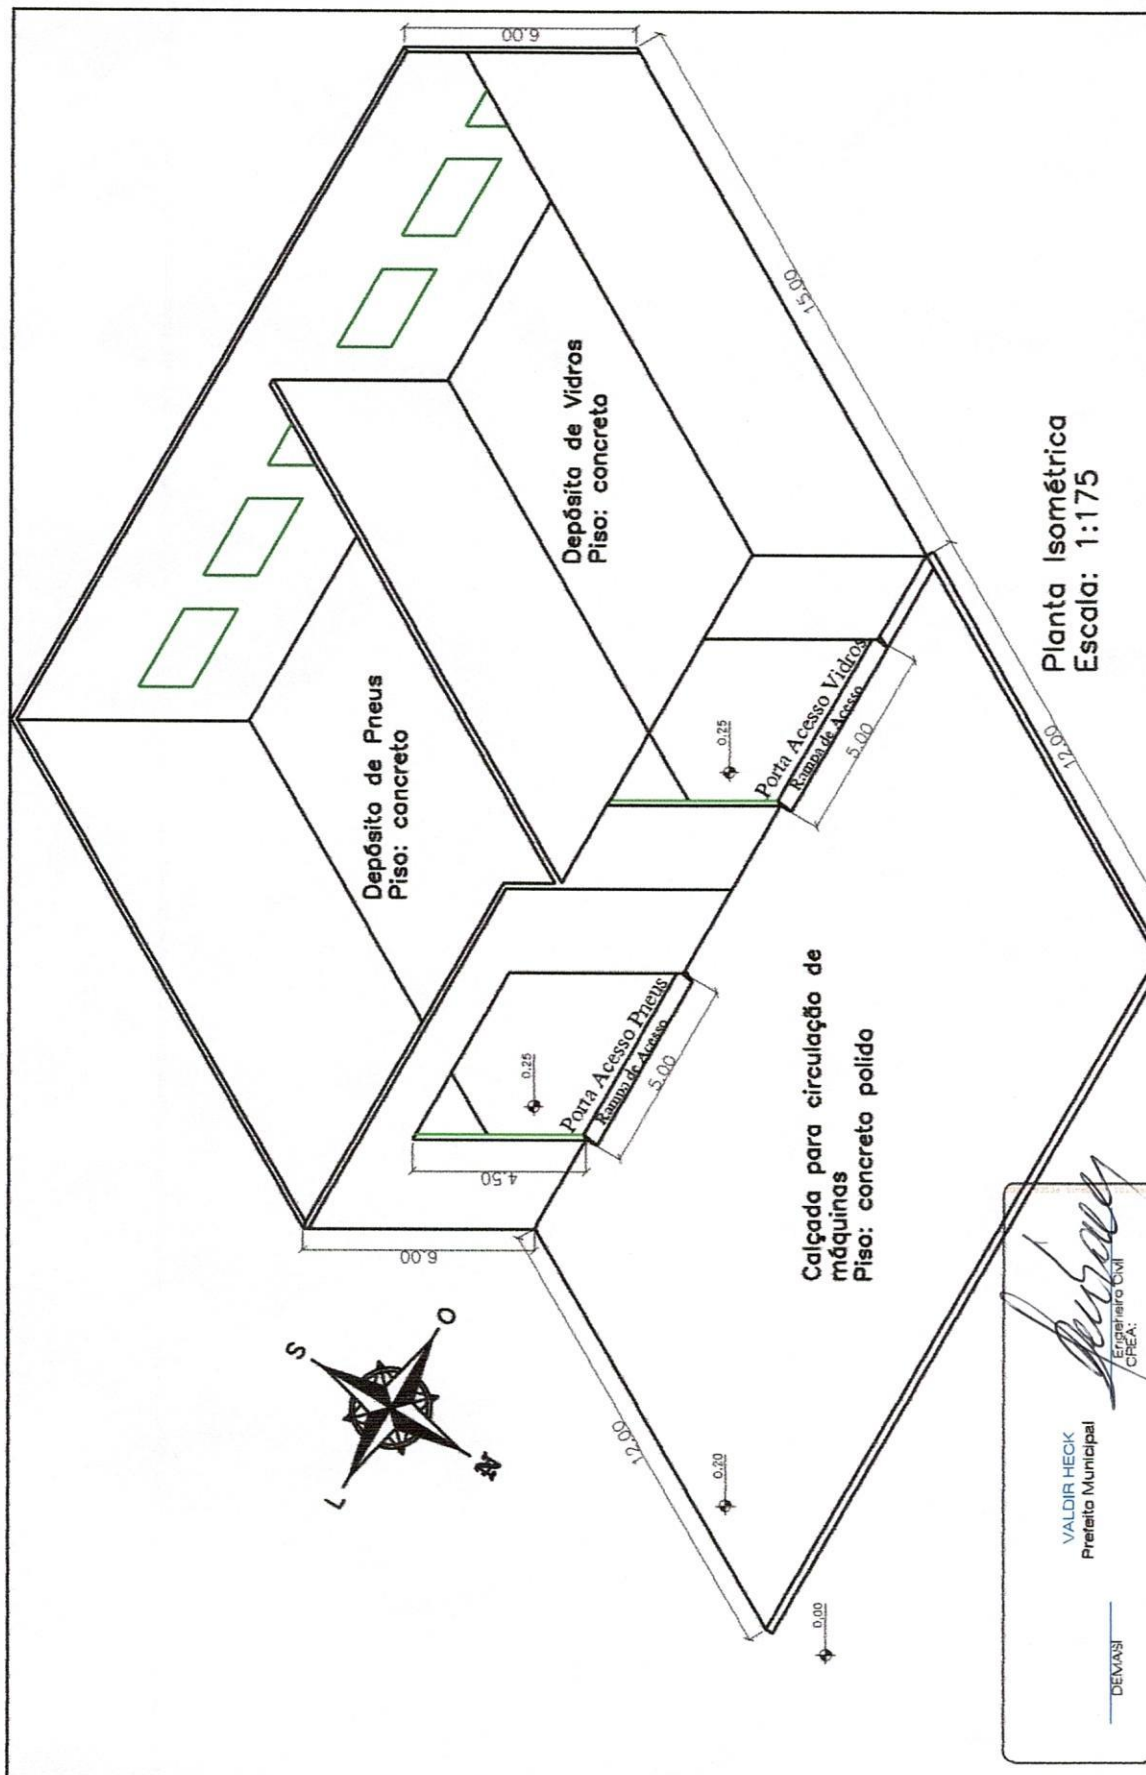 6.00
15.00
Depósito de Pneus
Piso: concreto
Depósito de Vidros
Piso: concreto
0.25
Porta Acesso Vidros
Rampa de Acesso
5.00
12.00
0.25
Porta Acesso Pneus
Rampa de Acesso
5.00
4.50
6.00
S
O
L
N
Calçada para circulação de
máquinas
Piso: concreto polido
12.00
0.20
0.00
Planta Isométrica
Escala: 1:175
VALDIR HECK
Prefeito Municipal
Engenheiro Civil
CREA:
DEMASI